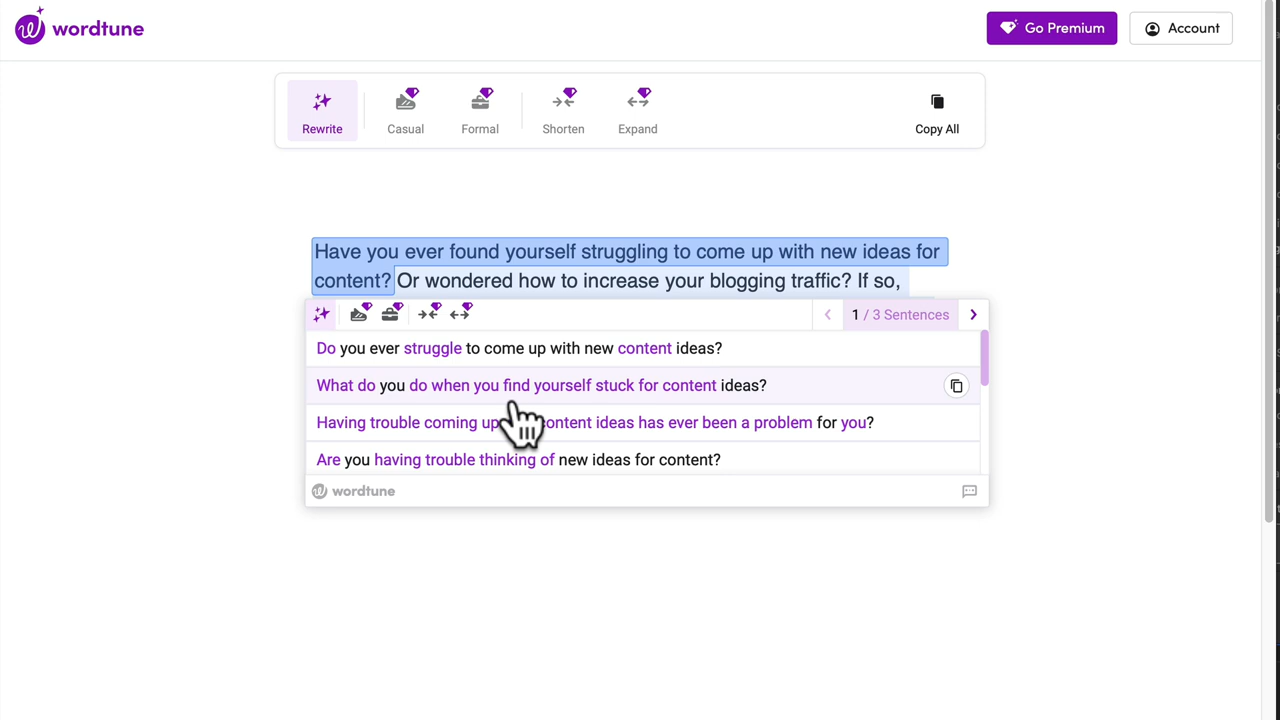 wordtune
Go Premium
Account
Rewrite
Casual
Formal
Shorten
Expand
Copy All
Have you ever found yourself struggling to come up with new ideas for
content? Or wondered how to increase your blogging traffic? If so,
1 / 3 Sentences
Do you ever struggle to come up with new content ideas?
What do you do when you find yourself stuck for content ideas?
Having trouble coming up content ideas has ever been a problem for you?
Are you having trouble thinking of new ideas for content?
wordtune